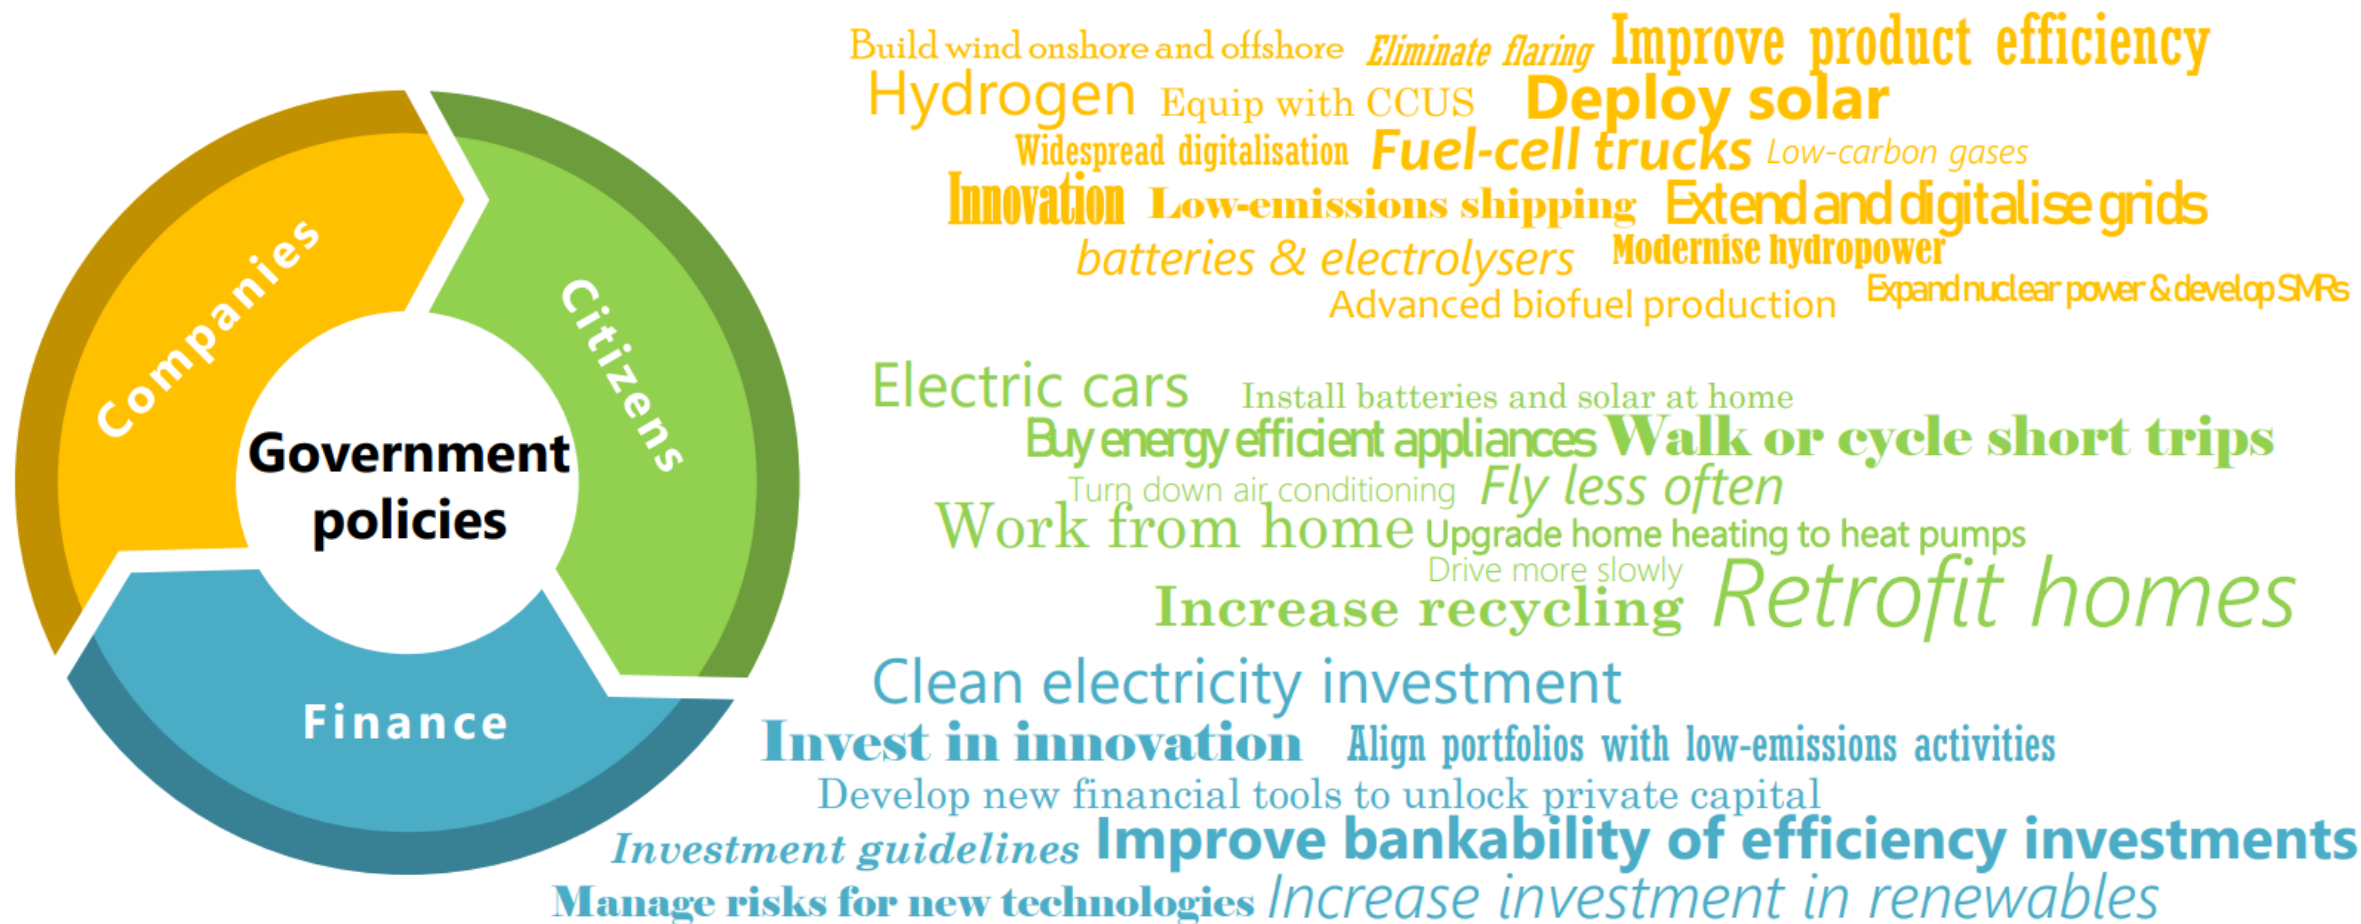 Companies
Citizens
Government
policies
Finance
Build wind onshore and offshore Eliminate flaring Improve product efficiency
Hydrogen Equip with CCUS Deploy solar
Widespread digitalisation Fuel-cell trucks Low-carbon gases
Innovation Low-emissions shipping Extend and digitalise grids
batteries & electrolysers Modernise hydropower
Advanced biofuel production Expand nuclear power & develop SMRs
Electric cars Install batteries and solar at home
Buy energy efficient appliances Walk or cycle short trips
Turn down air conditioning Fly less often
Work from home Upgrade home heating to heat pumps
Drive more slowly
Increase recycling Retrofit homes
Clean electricity investment
Invest in innovation Align portfolios with low-emissions activities
Develop new financial tools to unlock private capital
Investment guidelines Improve bankability of efficiency investments
Manage risks for new technologies Increase investment in renewables